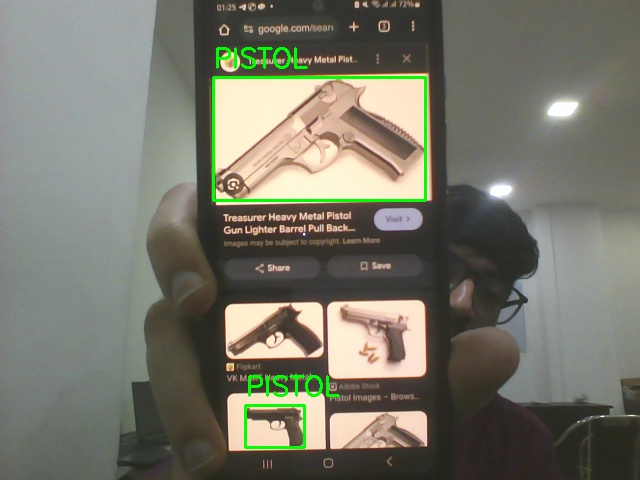 01:25
72%
google.com/sear
PISTOL
Treasurer Heavy Metal Pist...
Treasurer Heavy Metal Pistol
Gun Lighter Barrel Pull Back...
Visit >
Images may be subject to copyright. Learn More
Share
Save
Flipkart
Adobe Stock
Pistol Images – Brows...
PISTOL